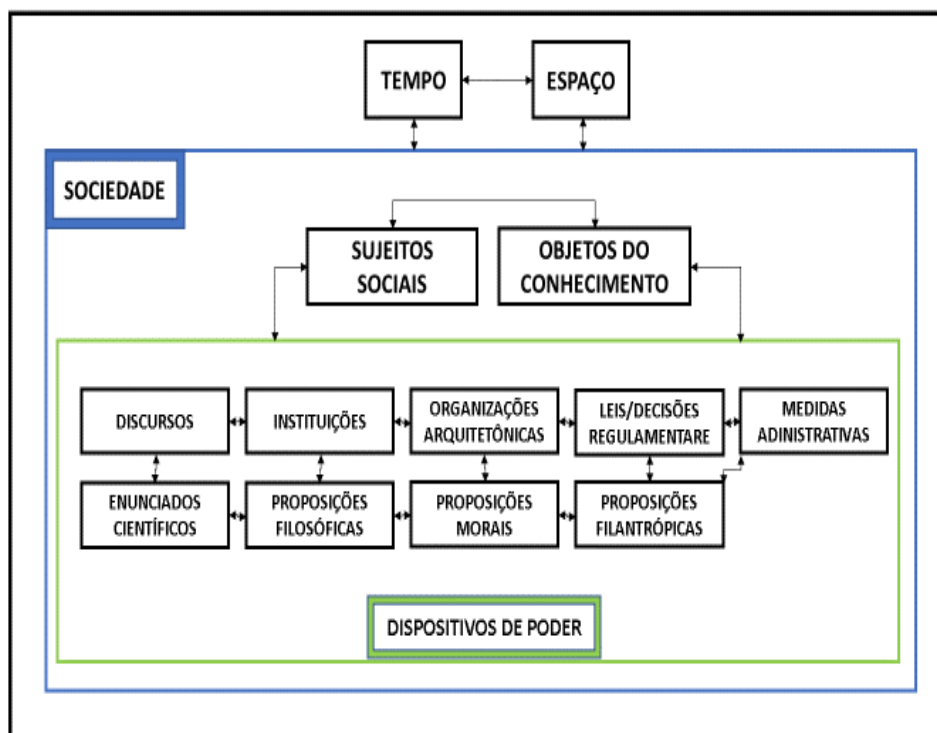 TEMPO
ESPAÇO
SOCIEDADE
SUJEITOS
SOCIAIS
OBJETOS DO
CONHECIMENTO
DISCURSOS
INSTITUIÇÕES
ORGANIZAÇÕES
ARQUITETÔNICAS
LEIS/DECISÕES
REGULAMENTARE
MEDIDAS
ADINISTRATIVAS
ENUNCIADOS
CIENTÍFICOS
PROPOSIÇÕES
FILOSÓFICAS
PROPOSIÇÕES
MORAIS
PROPOSIÇÕES
FILANTRÓPICAS
DISPOSITIVOS DE PODER